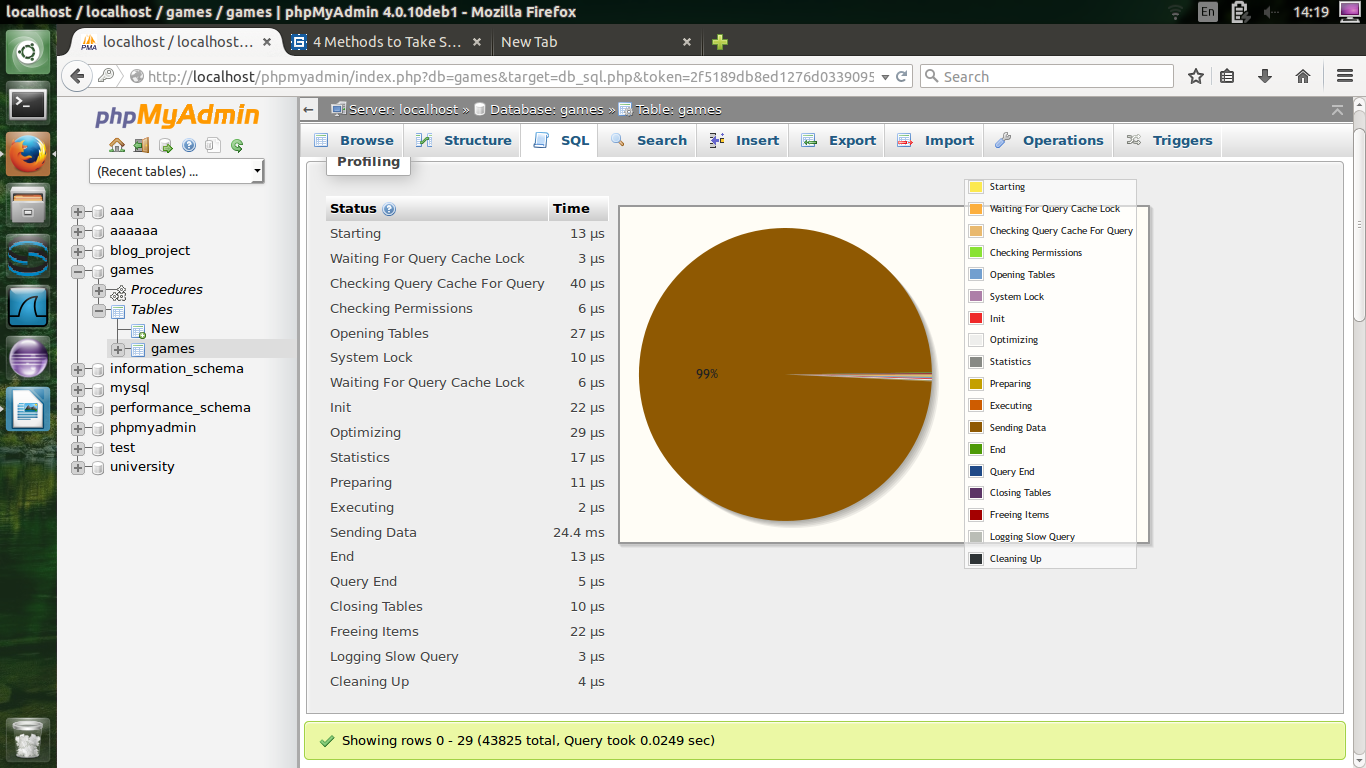 localhost / localhost / games / games | phpMyAdmin 4.0.10deb1 - Mozilla Firefox
En
14:19
PMA
localhost / localhost...
4 Methods to Take S...
New Tab
http://localhost/phpmyadmin/index.php?db=games&target=db_sql.php&token=2f5189db8ed1276d0339095
Search
phpMyAdmin
(Recent tables) ...
aaa
aaaaaa
blog_project
games
Procedures
Tables
New
games
information_schema
mysql
performance_schema
phpmyadmin
test
university
Server: localhost » Database: games » Table: games
Browse Structure SQL Search Insert Export Import Operations Triggers
Profiling
Status Time
Starting 13 µs
Waiting For Query Cache Lock 3 µs
Checking Query Cache For Query 40 µs
Checking Permissions 6 µs
Opening Tables 27 µs
System Lock 10 µs
Waiting For Query Cache Lock 6 µs
Init 22 µs
Optimizing 29 µs
Statistics 17 µs
Preparing 11 µs
Executing 2 µs
Sending Data 24.4 ms
End 13 µs
Query End 5 µs
Closing Tables 10 µs
Freeing Items 22 µs
Logging Slow Query 3 µs
Cleaning Up 4 µs
99%
Starting
Waiting For Query Cache Lock
Checking Query Cache For Query
Checking Permissions
Opening Tables
System Lock
Init
Optimizing
Statistics
Preparing
Executing
Sending Data
End
Query End
Closing Tables
Freeing Items
Logging Slow Query
Cleaning Up
Showing rows 0 - 29 (43825 total, Query took 0.0249 sec)